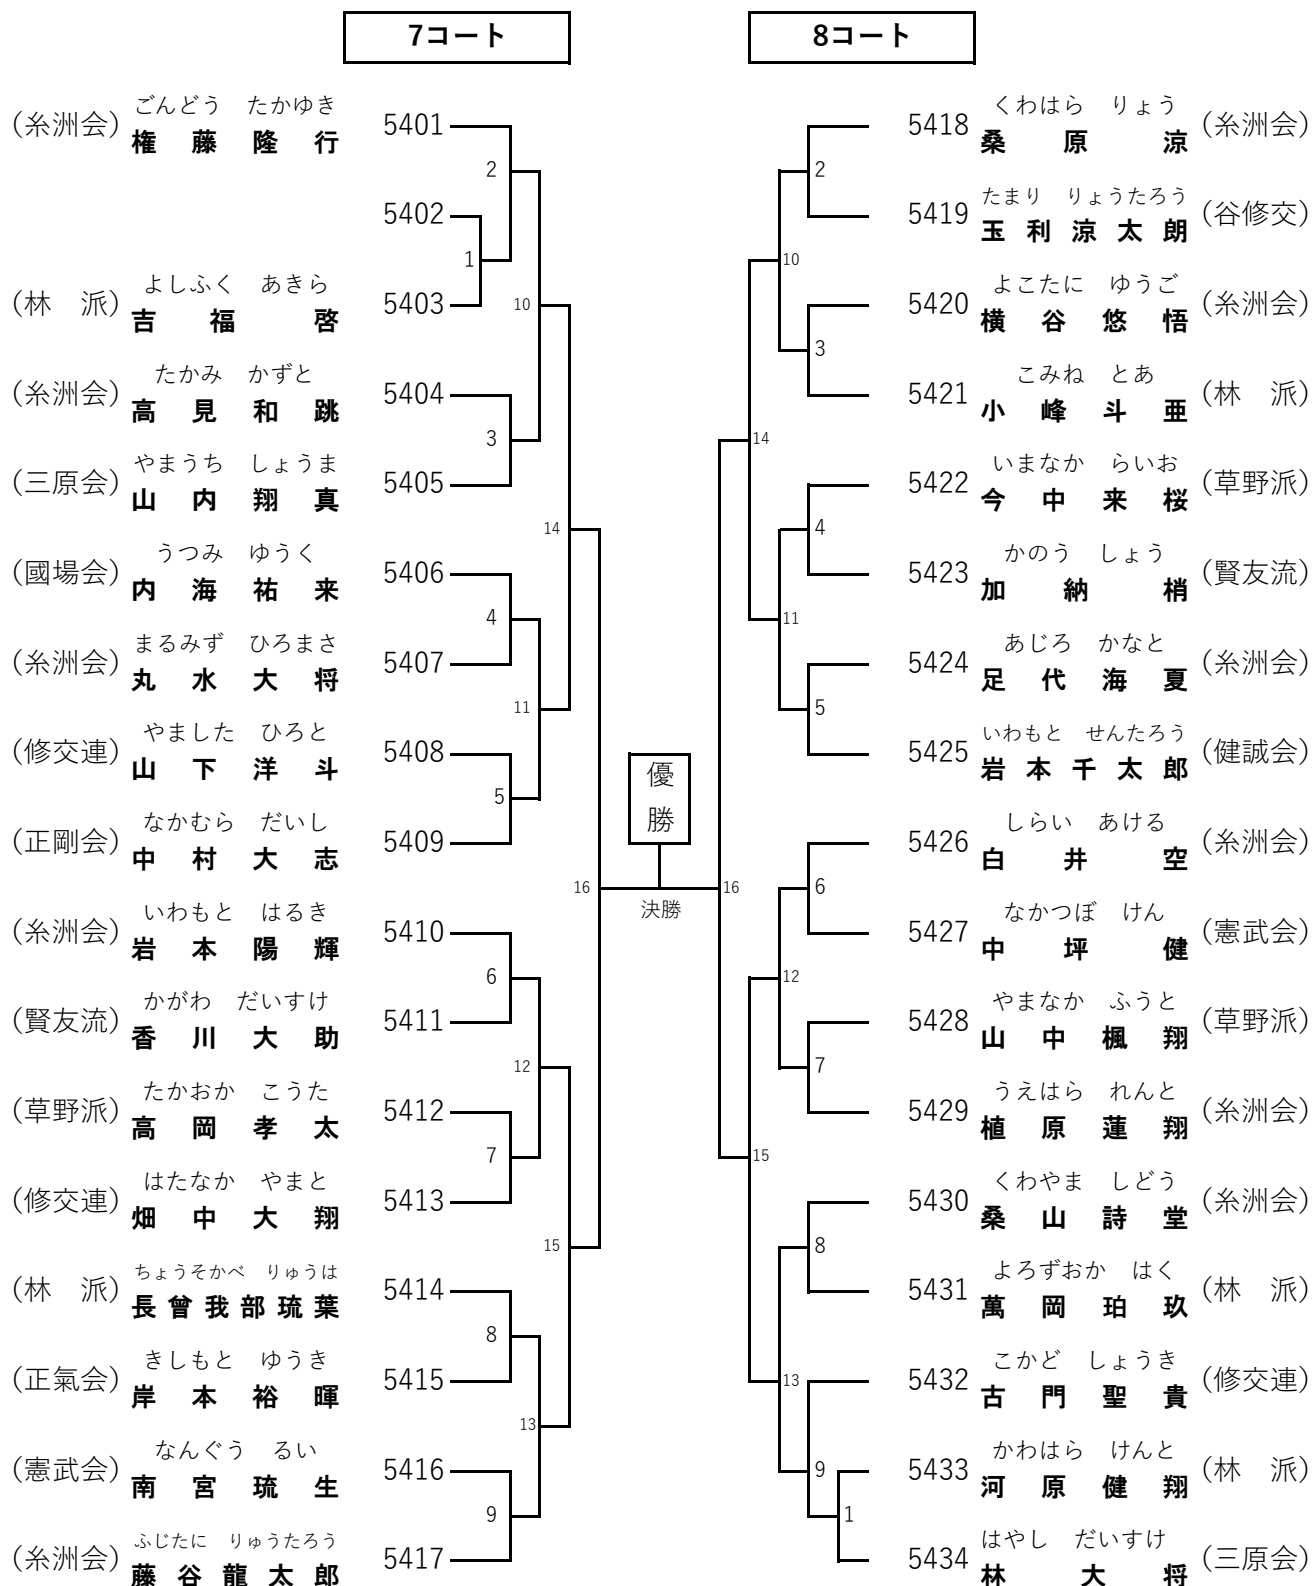 7コート
8コート
ごんどう　たかゆき
(糸洲会) 権藤隆行 5401
2
5402
1
よしふく　あきら
(林　派) 吉福啓 5403
10
たかみ　かずと
(糸洲会) 高見和跳 5404
3
やまうち　しょうま
(三原会) 山内翔真 5405
14
うつみ　ゆうく
(國場会) 内海祐来 5406
4
まるみず　ひろまさ
(糸洲会) 丸水大将 5407
11
やました　ひろと
(修交連) 山下洋斗 5408
5
なかむら　だいし
(正剛会) 中村大志 5409
16
いわもと　はるき
(糸洲会) 岩本陽輝 5410
6
かがわ　だいすけ
(賢友流) 香川大助 5411
12
たかおか　こうた
(草野派) 高岡孝太 5412
7
はたなか　やまと
(修交連) 畑中大翔 5413
15
ちょうそかべ　りゅうは
(林　派) 長曾我部琉葉 5414
8
きしもと　ゆうき
(正氣会) 岸本裕暉 5415
13
なんぐう　るい
(憲武会) 南宮琉生 5416
9
ふじたに　りゅうたろう
(糸洲会) 藤谷龍太郎 5417
優
勝
決勝
くわはら　りょう
5418 桑原涼 (糸洲会)
2
たまり　りょうたろう
5419 玉利涼太朗 (谷修交)
10
よこたに　ゆうご
5420 横谷悠悟 (糸洲会)
3
こみね　とあ
5421 小峰斗亜 (林　派)
14
いまなか　らいお
5422 今中来桜 (草野派)
4
かのう　しょう
5423 加納梢 (賢友流)
11
あじろ　かなと
5424 足代海夏 (糸洲会)
5
いわもと　せんたろう
5425 岩本千太郎 (健誠会)
しらい　あける
5426 白井空 (糸洲会)
16
6
なかつぼ　けん
5427 中坪健 (憲武会)
12
やまなか　ふうと
5428 山中楓翔 (草野派)
7
うえはら　れんと
5429 植原蓮翔 (糸洲会)
15
くわやま　しどう
5430 桑山詩堂 (糸洲会)
8
よろずおか　はく
5431 萬岡珀玖 (林　派)
13
こかど　しょうき
5432 古門聖貴 (修交連)
9
かわはら　けんと
5433 河原健翔 (林　派)
1
はやし　だいすけ
5434 林大将 (三原会)